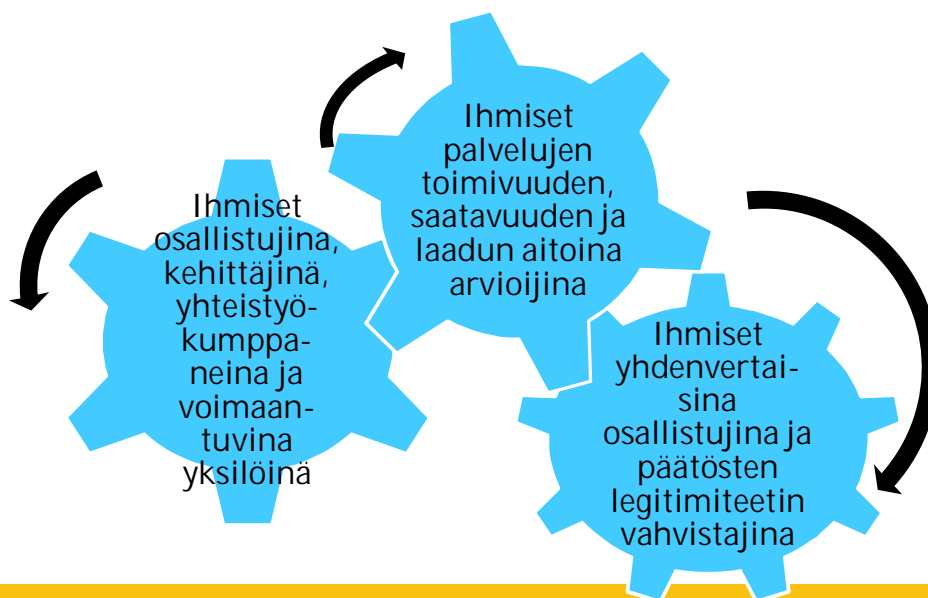 Ihmiset
osallistujina,
kehittäjinä,
yhteistyö-
kumppa-
neina ja
voimaan-
tuvina
yksilöinä
Ihmiset
palvelujen
toimivuuden,
saatavuuden ja
laadun aitoina
arvioijina
Ihmiset
yhdenvertai-
sina
osallistujina ja
päätösten
legitimiteetin
vahvistajina